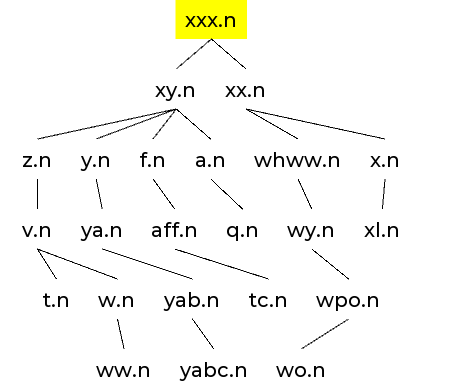 xxx.n
xy.n xx.n
z.n y.n f.n a.n whww.n x.n
v.n ya.n aff.n q.n wy.n xl.n
t.n w.n yab.n tc.n wpo.n
ww.n yabc.n wo.n